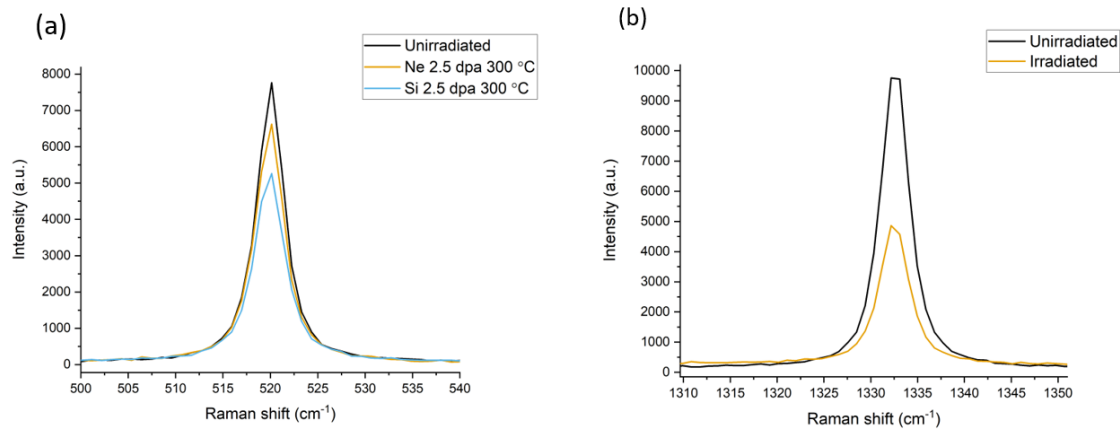 (a)
Unirradiated
Ne 2.5 dpa 300 °C
Si 2.5 dpa 300 °C
8000
7000
6000
5000
4000
3000
2000
1000
0
Intensity (a.u.)
500 505 510 515 520 525 530 535 540
Raman shift (cm⁻¹)
(b)
Unirradiated
Irradiated
10000
9000
8000
7000
6000
5000
4000
3000
2000
1000
0
Intensity (a.u.)
1310 1315 1320 1325 1330 1335 1340 1345 1350
Raman shift (cm⁻¹)